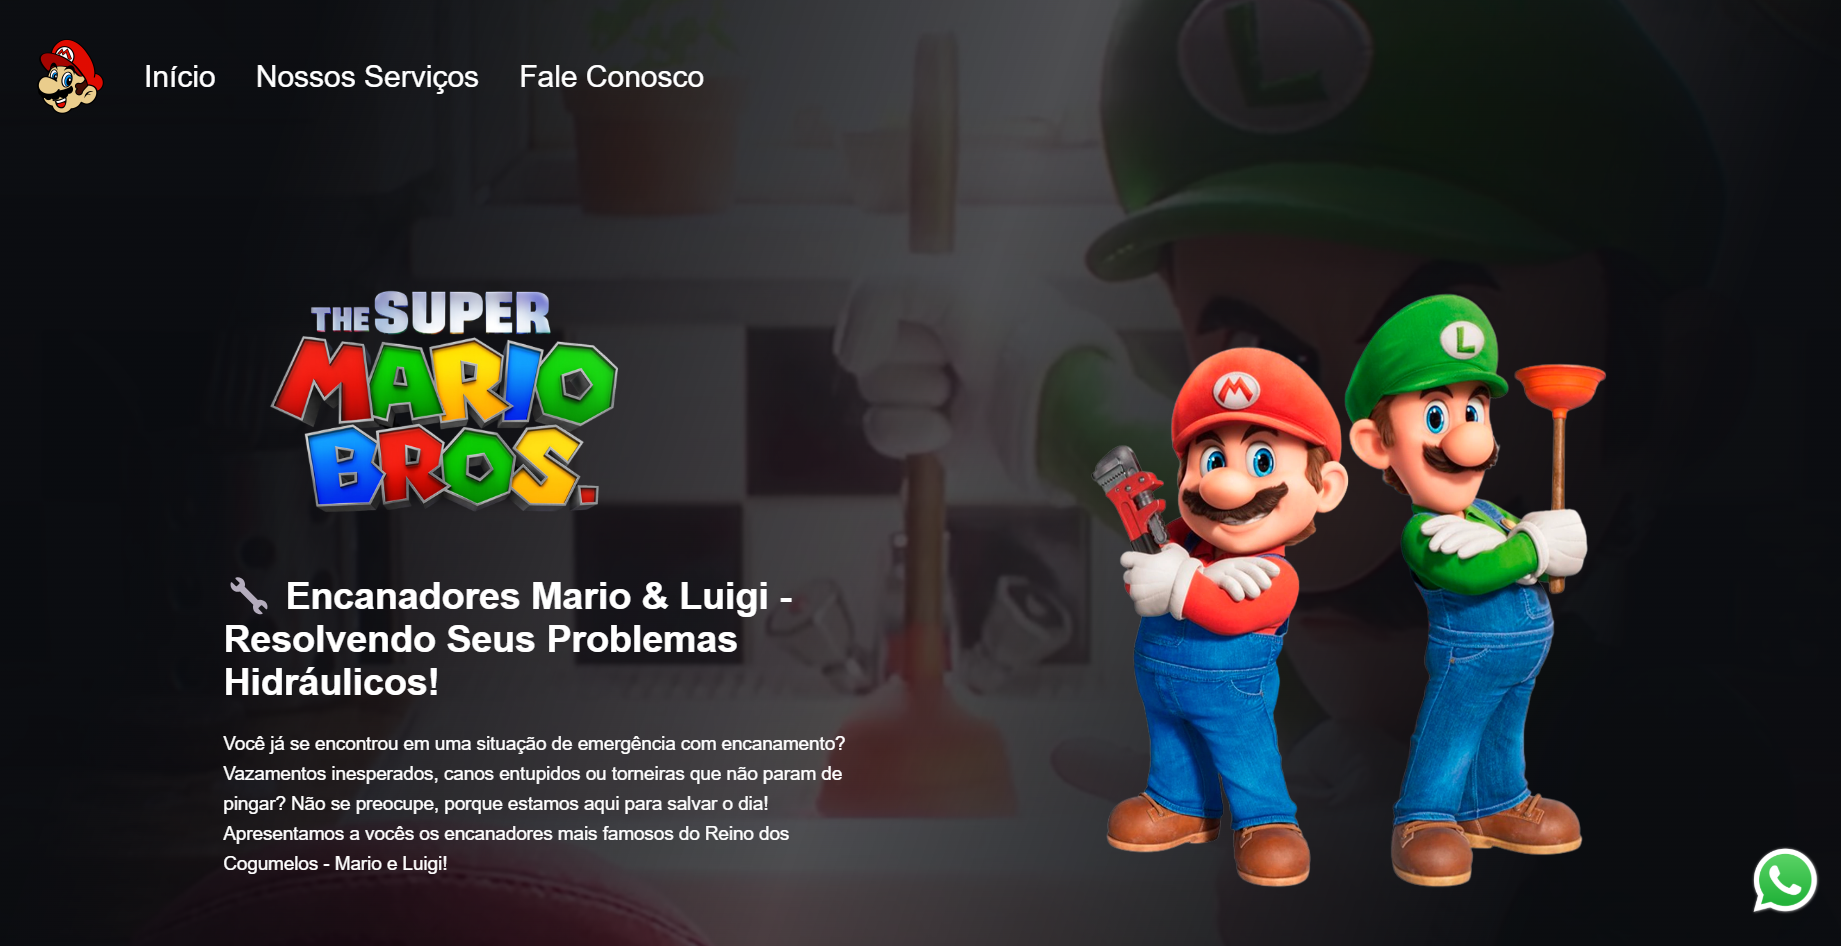 Início Nossos Serviços Fale Conosco
THE SUPER
MARIO
BROS.
Encanadores Mario & Luigi -
Resolvendo Seus Problemas
Hidráulicos!
Você já se encontrou em uma situação de emergência com encanamento?
Vazamentos inesperados, canos entupidos ou torneiras que não param de
pingar? Não se preocupe, porque estamos aqui para salvar o dia!
Apresentamos a vocês os encanadores mais famosos do Reino dos
Cogumelos - Mario e Luigi!
L
M
L
M